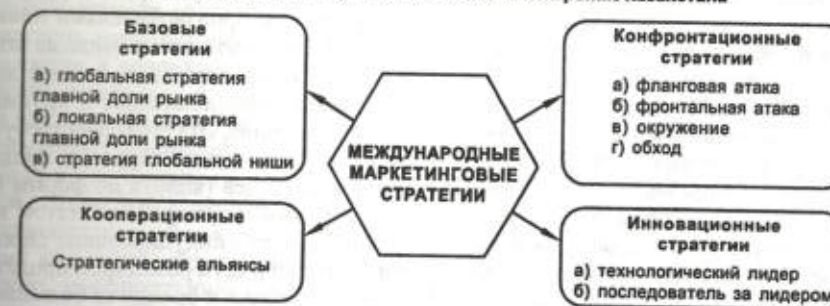 Базовые
стратегии
а) глобальная стратегия
главной доли рынка
б) локальная стратегия
главной доли рынка
в) стратегия глобальной ниши
Конфронтационные
стратегии
а) фланговая атака
б) фронтальная атака
в) окружение
г) обход
МЕЖДУНАРОДНЫЕ
МАРКЕТИНГОВЫЕ
СТРАТЕГИИ
Кооперационные
стратегии
Стратегические альянсы
Инновационные
стратегии
а) технологический лидер
б) последователь за лидером